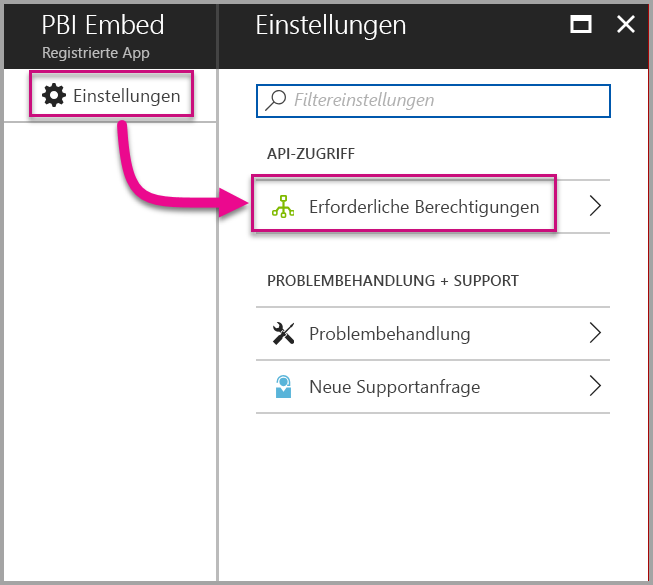 PBI Embed
Registrierte App
Einstellungen
Einstellungen
Filtereinstellungen
API-ZUGRIFF
Erforderliche Berechtigungen
PROBLEMBEHANDLUNG + SUPPORT
Problembehandlung
Neue Supportanfrage